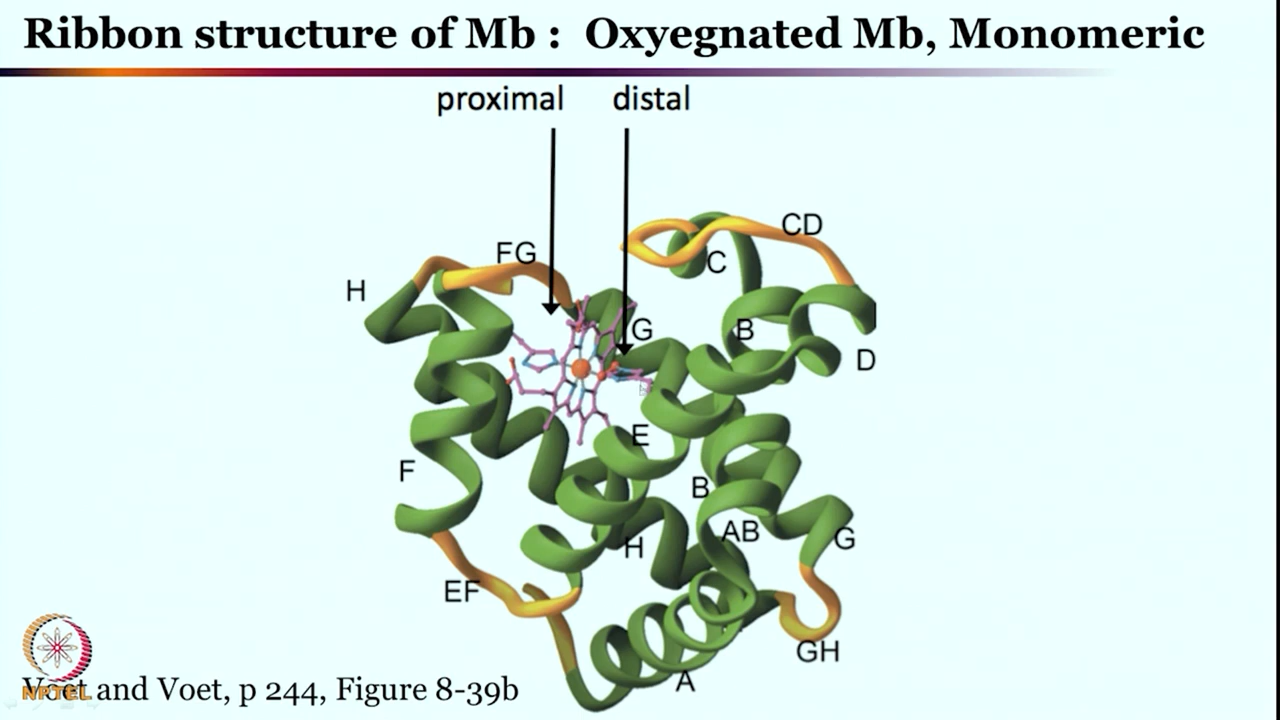 Ribbon structure of Mb : Oxyegnated Mb, Monomeric
proximal distal
CD
FG
C
H
G
B
D
E
F
B
AB
G
H
EF
GH
A
Voet and Voet, p 244, Figure 8-39b
NPTEL